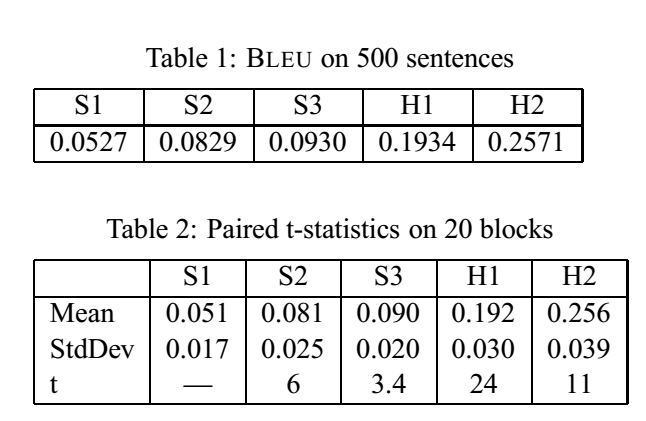 Table 1: BLEU on 500 sentences
S1 S2 S3 H1 H2
0.0527 0.0829 0.0930 0.1934 0.2571
Table 2: Paired t-statistics on 20 blocks
S1 S2 S3 H1 H2
Mean 0.051 0.081 0.090 0.192 0.256
StdDev 0.017 0.025 0.020 0.030 0.039
t — 6 3.4 24 11